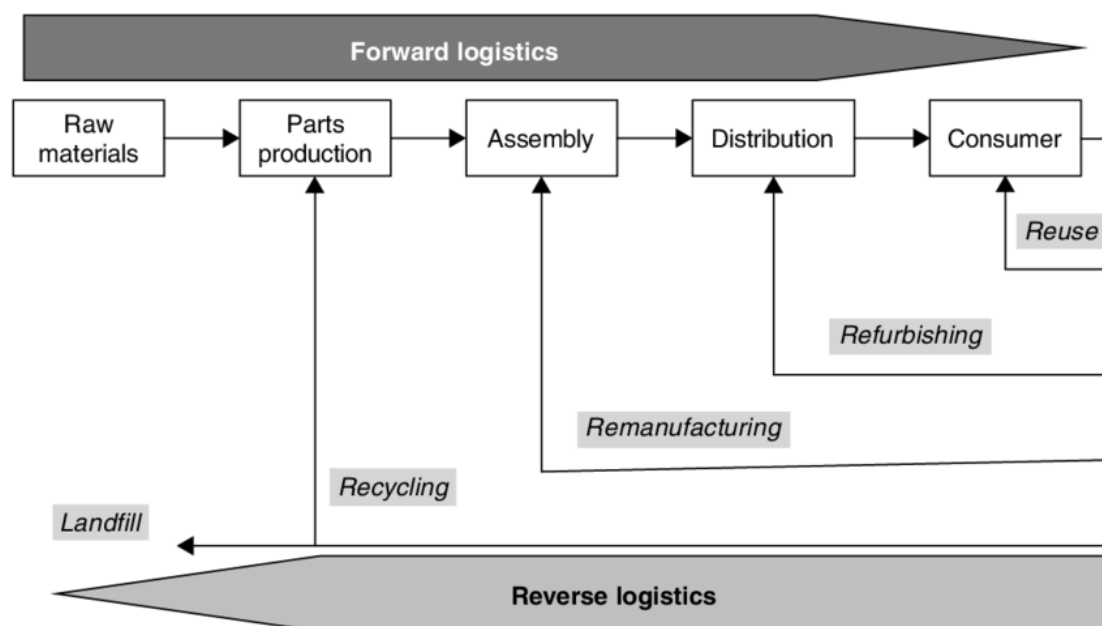 Forward logistics
Raw
materials
Parts
production
Assembly
Distribution
Consumer
Reuse
Refurbishing
Remanufacturing
Recycling
Landfill
Reverse logistics